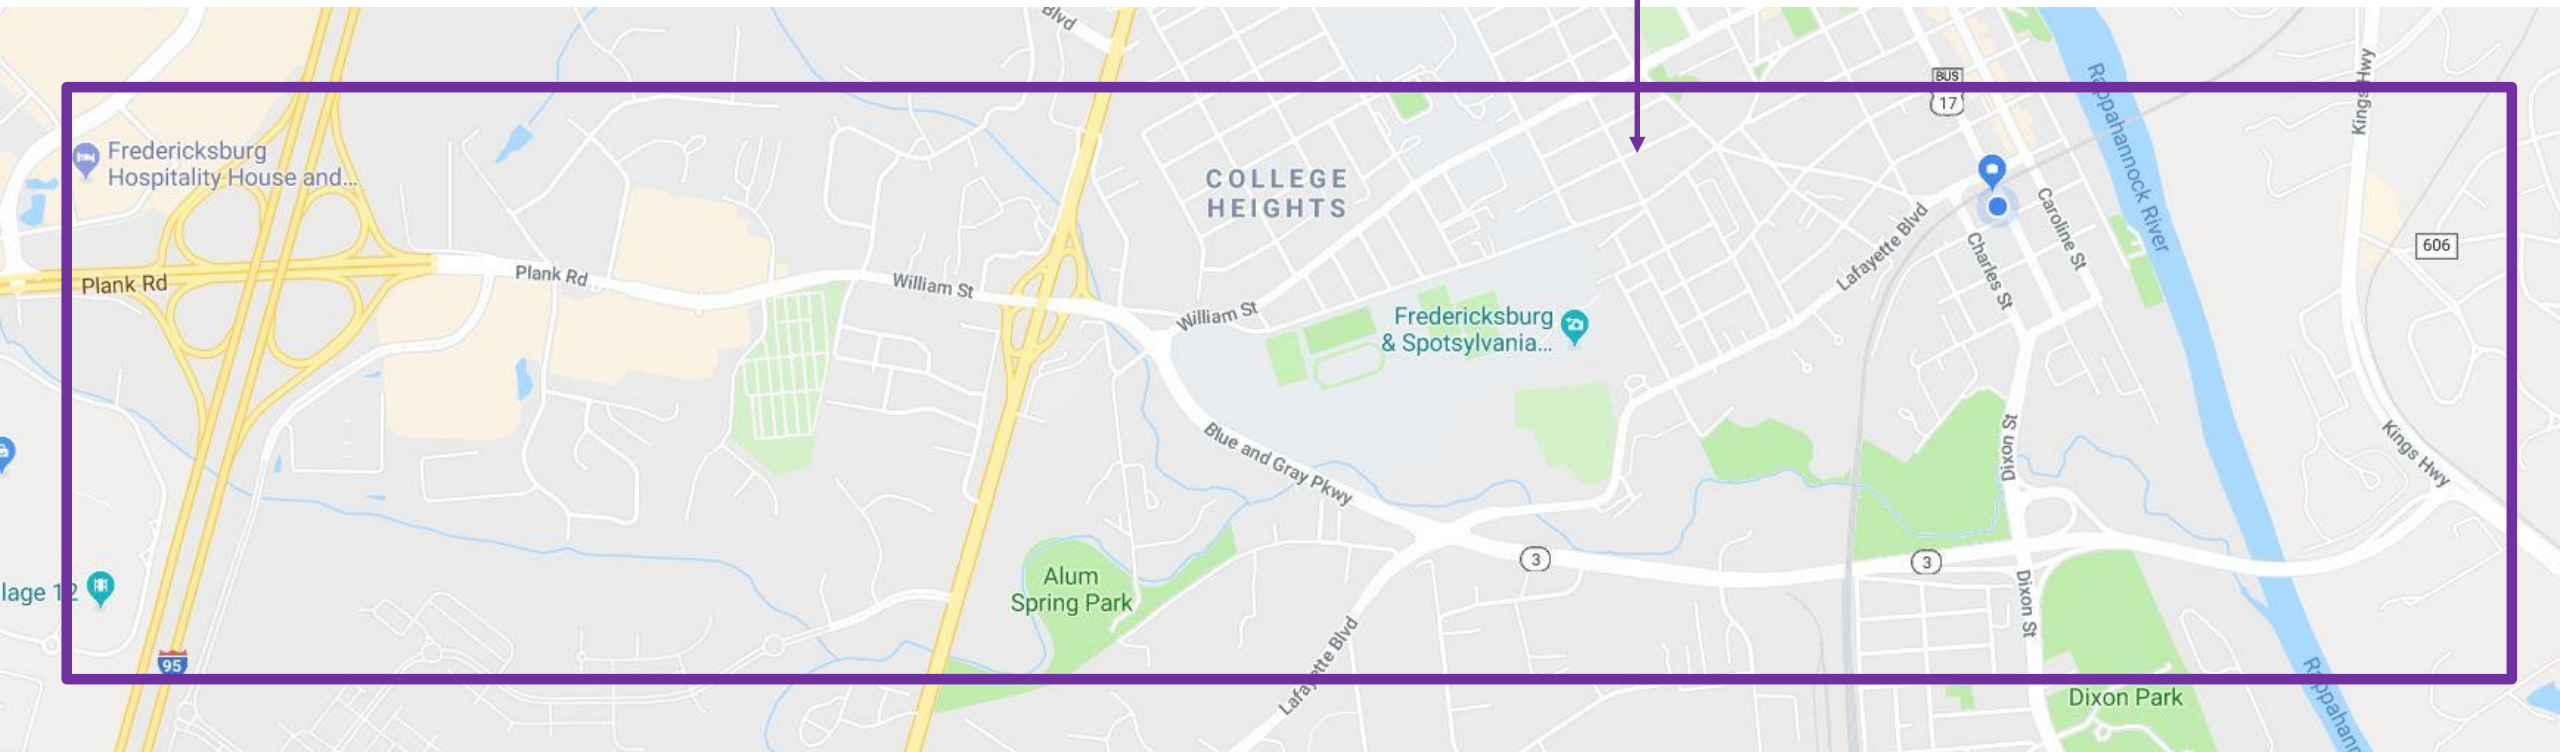 Blvd
BUS
17
Rappahannock River
Kings Hwy
Fredericksburg
Hospitality House and...
COLLEGE
HEIGHTS
Caroline St
Lafayette Blvd
Charles St
606
Plank Rd
Plank Rd
William St
William St
Fredericksburg
& Spotsylvania...
Blue and Gray Pkwy
Dixon St
Kings Hwy
3
3
Alum
Spring Park
lage 12
Dixon St
Lafayette Blvd
95
Dixon Park
Rappahann